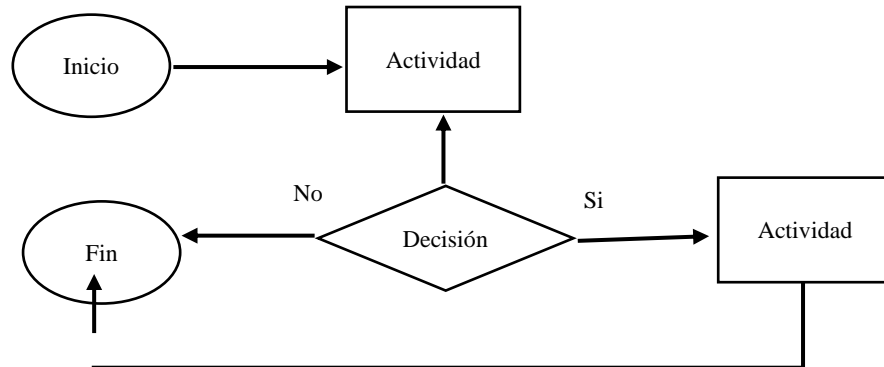 Inicio
Actividad
No
Si
Fin
Decisión
Actividad